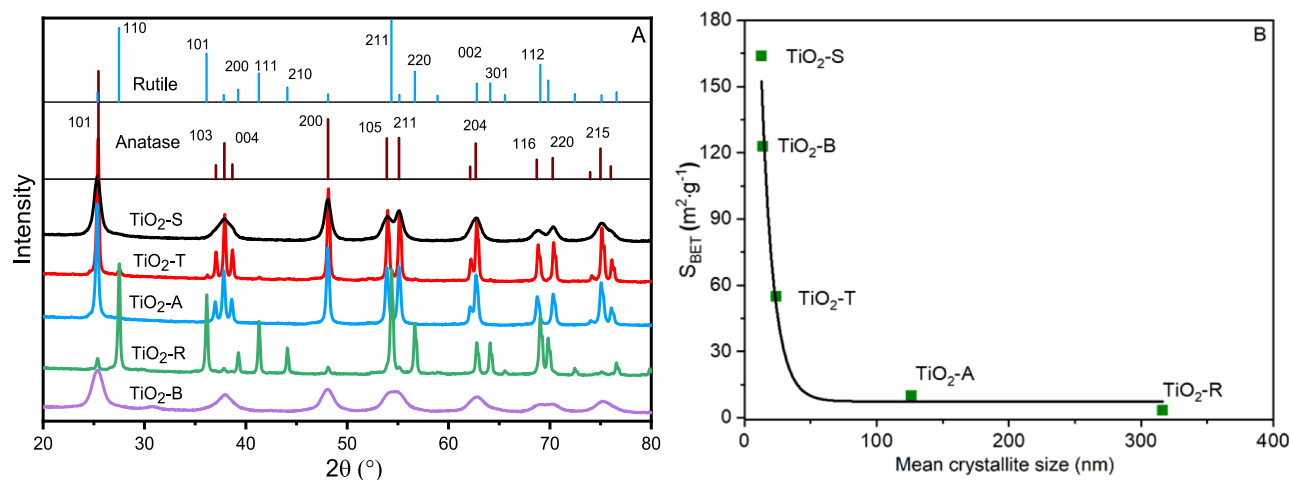 A
110
101
200
111
210
211
220
002
301
112
Rutile
101
103
004
200
105
211
204
116
220
215
Anatase
TiO₂-S
TiO₂-T
TiO₂-A
TiO₂-R
TiO₂-B
Intensity
20 30 40 50 60 70 80
2θ (°)
B
180
150
120
90
60
30
0
S_BET (m²·g⁻¹)
TiO₂-S
TiO₂-B
TiO₂-T
TiO₂-A
TiO₂-R
0 100 200 300 400
Mean crystallite size (nm)